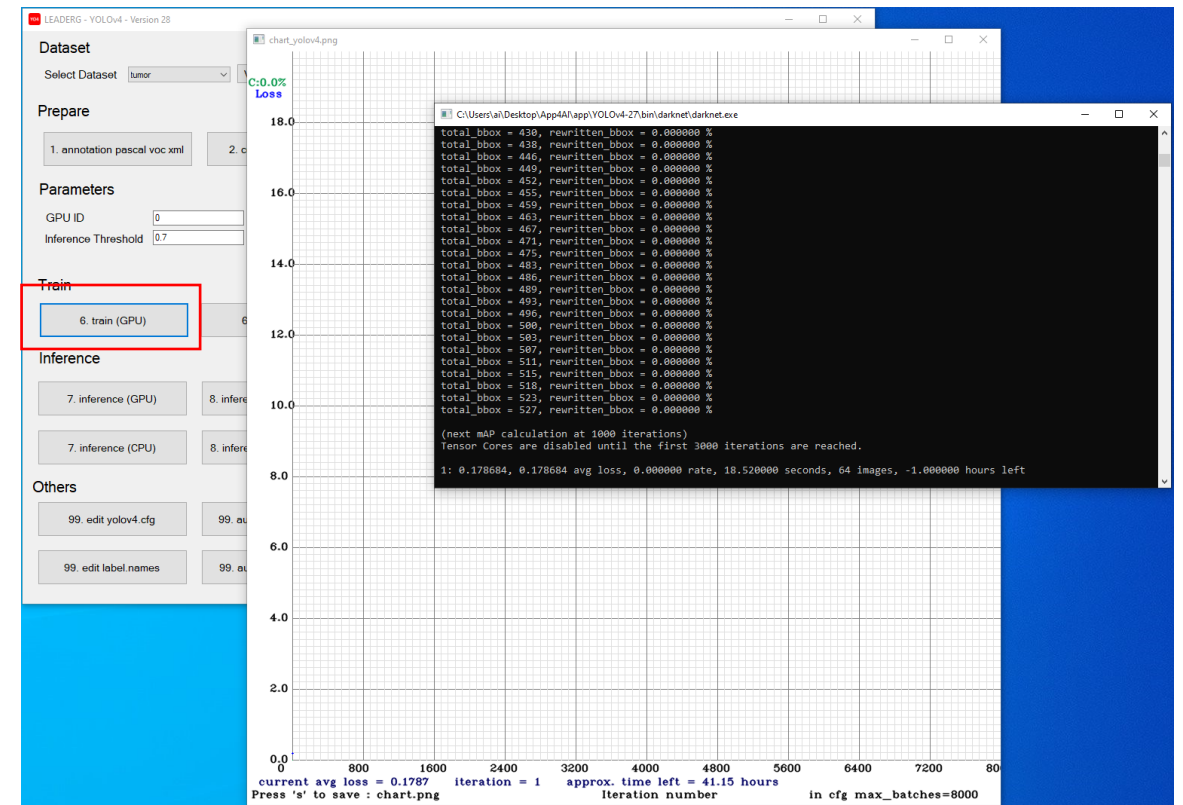 LEADERG - YOLOv4 - Version 28
Dataset
Select Dataset tumor
Prepare
1. annotation pascal voc xml
2. c
Parameters
GPU ID 0
Inference Threshold 0.7
Train
6. train (GPU)
6
Inference
7. inference (GPU)
8. infere
7. inference (CPU)
8. infere
Others
99. edit yolov4.cfg
99. au
99. edit label.names
99. au
chart_yolov4.png
C:0.0%
Loss
18.0
16.0
14.0
12.0
10.0
8.0
6.0
4.0
2.0
0.0
0 800 1600 2400 3200 4000 4800 5600 6400 7200 80
current avg loss = 0.1787 iteration = 1 approx. time left = 41.15 hours
Press 's' to save : chart.png Iteration number in cfg max_batches=8000
C:\Users\ai\Desktop\App4AI\app\YOLOv4-27\bin\darknet\darknet.exe
total_bbox = 430, rewritten_bbox = 0.000000 %
total_bbox = 438, rewritten_bbox = 0.000000 %
total_bbox = 446, rewritten_bbox = 0.000000 %
total_bbox = 449, rewritten_bbox = 0.000000 %
total_bbox = 452, rewritten_bbox = 0.000000 %
total_bbox = 455, rewritten_bbox = 0.000000 %
total_bbox = 459, rewritten_bbox = 0.000000 %
total_bbox = 463, rewritten_bbox = 0.000000 %
total_bbox = 467, rewritten_bbox = 0.000000 %
total_bbox = 471, rewritten_bbox = 0.000000 %
total_bbox = 475, rewritten_bbox = 0.000000 %
total_bbox = 483, rewritten_bbox = 0.000000 %
total_bbox = 486, rewritten_bbox = 0.000000 %
total_bbox = 489, rewritten_bbox = 0.000000 %
total_bbox = 493, rewritten_bbox = 0.000000 %
total_bbox = 496, rewritten_bbox = 0.000000 %
total_bbox = 500, rewritten_bbox = 0.000000 %
total_bbox = 503, rewritten_bbox = 0.000000 %
total_bbox = 507, rewritten_bbox = 0.000000 %
total_bbox = 511, rewritten_bbox = 0.000000 %
total_bbox = 515, rewritten_bbox = 0.000000 %
total_bbox = 518, rewritten_bbox = 0.000000 %
total_bbox = 523, rewritten_bbox = 0.000000 %
total_bbox = 527, rewritten_bbox = 0.000000 %
(next mAP calculation at 1000 iterations)
Tensor Cores are disabled until the first 3000 iterations are reached.
1: 0.178684, 0.178684 avg loss, 0.000000 rate, 18.520000 seconds, 64 images, -1.000000 hours left